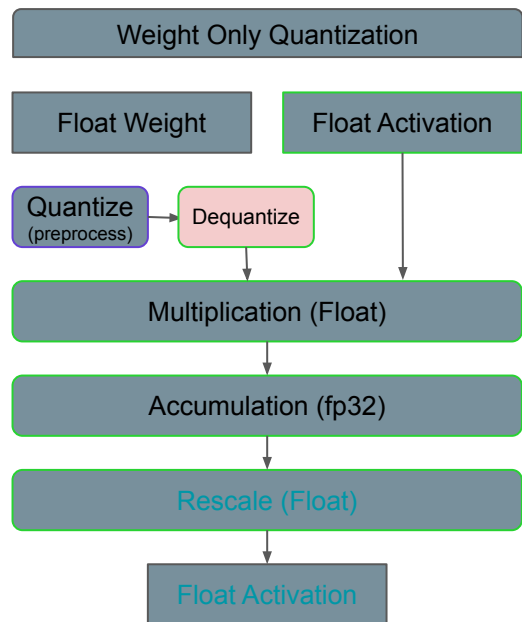 Weight Only Quantization
Float Weight
Float Activation
Quantize
(preprocess)
Dequantize
Multiplication (Float)
Accumulation (fp32)
Rescale (Float)
Float Activation